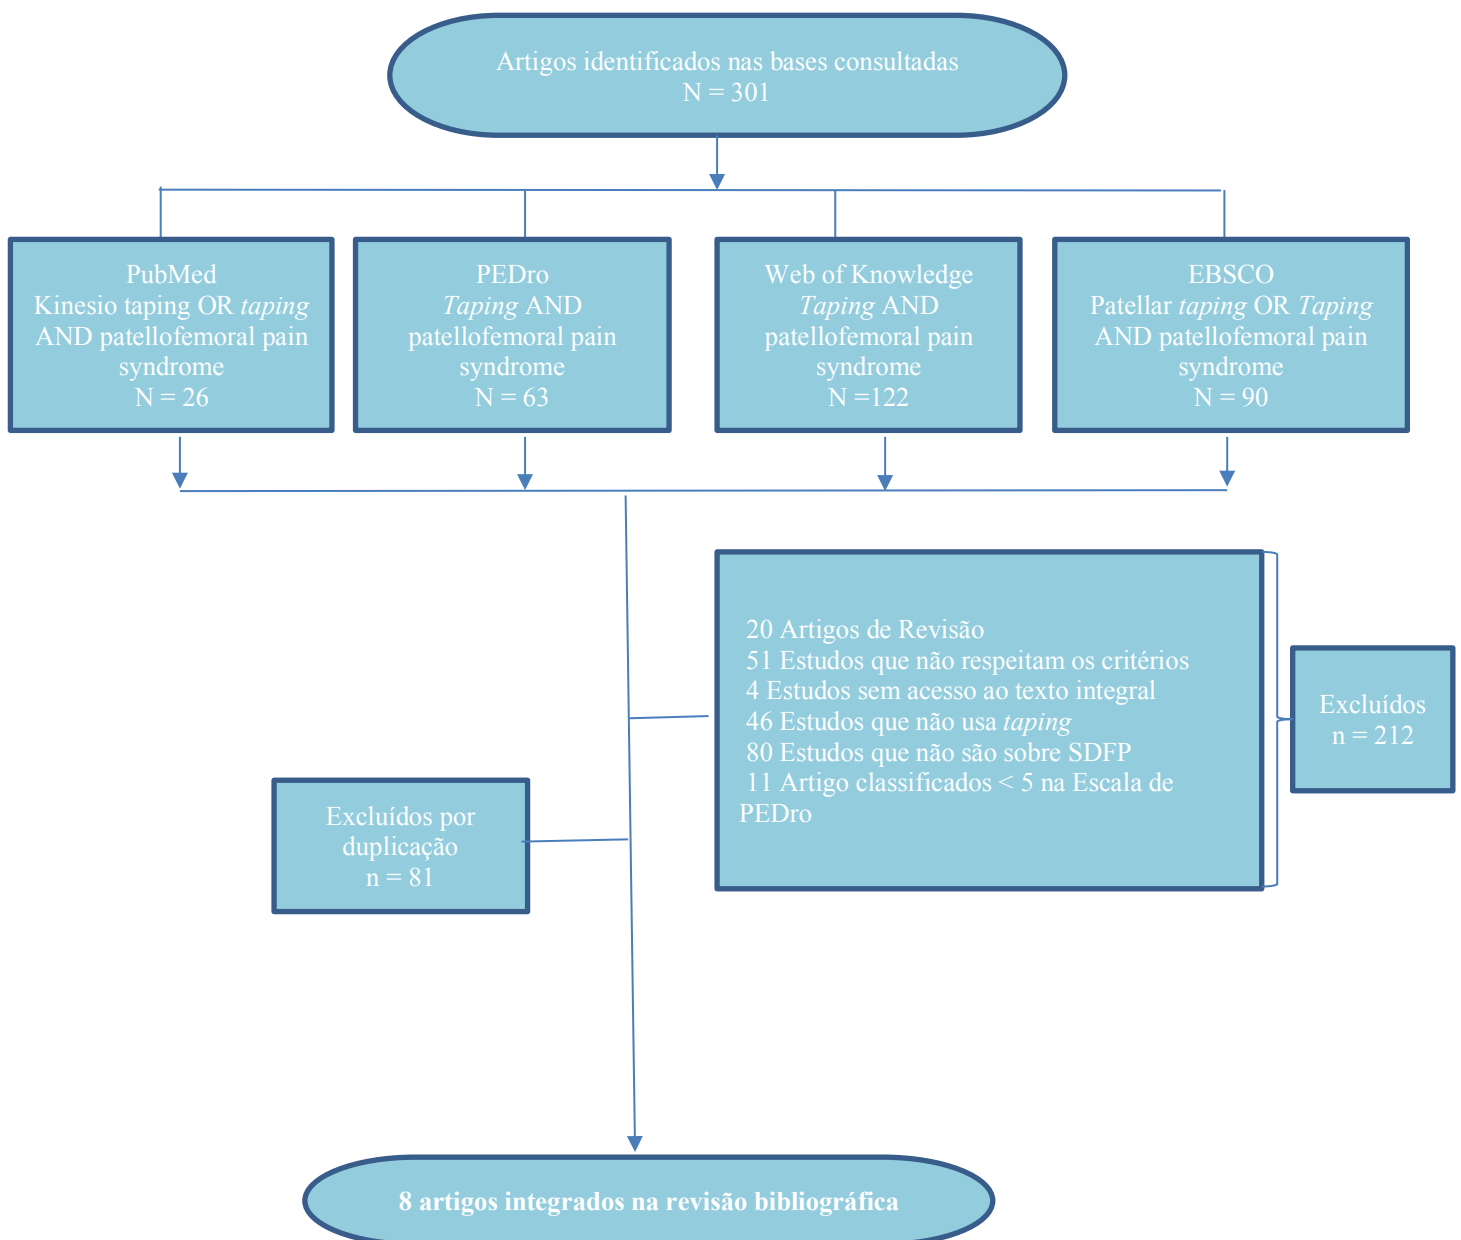 Artigos identificados nas bases consultadas
N = 301
PubMed
Kinesio taping OR taping
AND patellofemoral pain
syndrome
N = 26
PEDro
Taping AND
patellofemoral pain
syndrome
N = 63
Web of Knowledge
Taping AND
patellofemoral pain
syndrome
N =122
EBSCO
Patellar taping OR Taping
AND patellofemoral pain
syndrome
N = 90
20 Artigos de Revisão
51 Estudos que não respeitam os critérios
4 Estudos sem acesso ao texto integral
46 Estudos que não usa taping
80 Estudos que não são sobre SDFP
11 Artigo classificados < 5 na Escala de
PEDro
Excluídos
n = 212
Excluídos por
duplicação
n = 81
8 artigos integrados na revisão bibliográfica